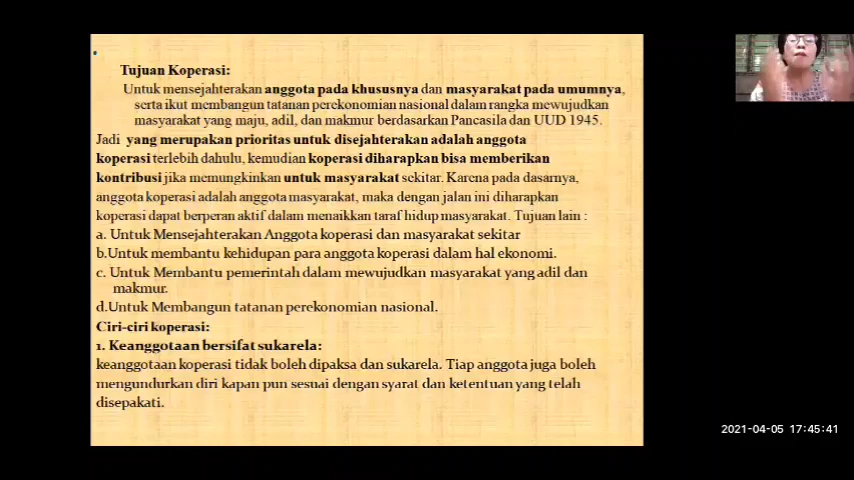 Tujuan Koperasi:
Untuk mensejahterakan anggota pada khususnya dan masyarakat pada umumnya,
serta ikut membangun tatanan perekonomian nasional dalam rangka mewujudkan
masyarakat yang maju, adil, dan makmur berdasarkan Pancasila dan UUD 1945.
Jadi yang merupakan prioritas untuk disejahterakan adalah anggota
koperasi terlebih dahulu, kemudian koperasi diharapkan bisa memberikan
kontribusi jika memungkinkan untuk masyarakat sekitar. Karena pada dasarnya,
anggota koperasi adalah anggota masyarakat, maka dengan jalan ini diharapkan
koperasi dapat berperan aktif dalam menaikkan taraf hidup masyarakat. Tujuan lain :
a. Untuk Mensejahterakan Anggota koperasi dan masyarakat sekitar
b.Untuk membantu kehidupan para anggota koperasi dalam hal ekonomi.
c. Untuk Membantu pemerintah dalam mewujudkan masyarakat yang adil dan
makmur.
d.Untuk Membangun tatanan perekonomian nasional.
Ciri-ciri koperasi:
1. Keanggotaan bersifat sukarela:
keanggotaan koperasi tidak boleh dipaksa dan sukarela. Tiap anggota juga boleh
mengundurkan diri kapan pun sesuai dengan syarat dan ketentuan yang telah
disepakati.
2021-04-05 17:45:41